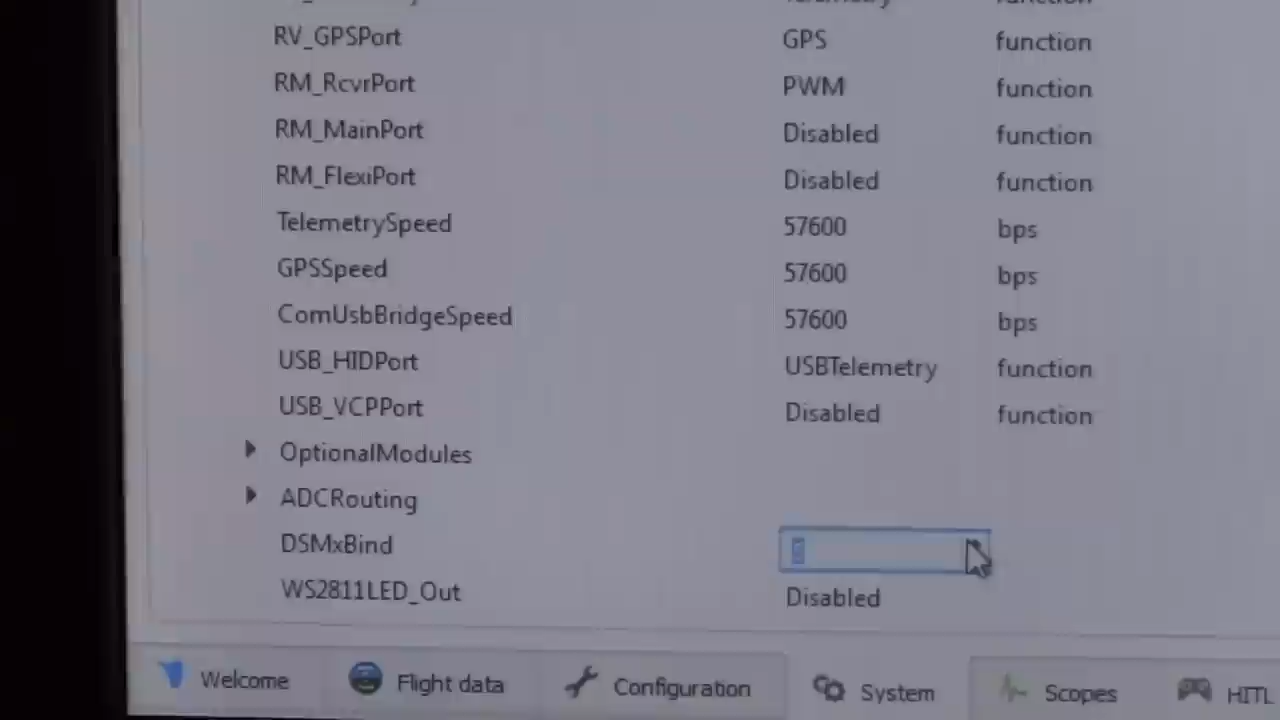 RV_GPSPort GPS function
RM_RcvrPort PWM function
RM_MainPort Disabled function
RM_FlexiPort Disabled function
TelemetrySpeed 57600 bps
GPSSpeed 57600 bps
ComUsbBridgeSpeed 57600 bps
USB_HIDPort USBTelemetry function
USB_VCPPort Disabled function
OptionalModules
ADCRouting
DSMxBind
WS2811LED_Out Disabled
Welcome Flight data Configuration System Scopes HITL